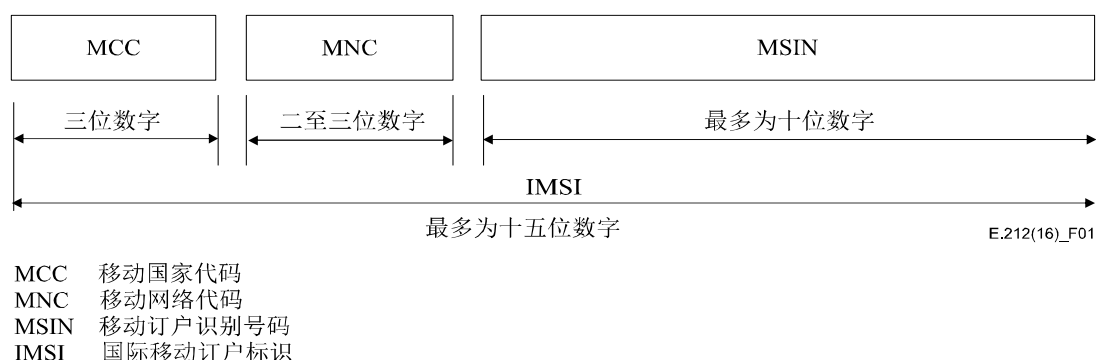 MCC MNC MSIN
三位数字 二至三位数字 最多为十位数字
IMSI
最多为十五位数字
E.212(16)_F01
MCC 移动国家代码
MNC 移动网络代码
MSIN 移动订户识别号码
IMSI 国际移动订户标识